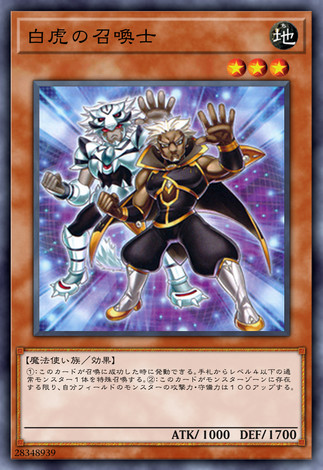 白虎の召喚士
地
【魔法使い族／効果】
①：このカードが召喚に成功した時に発動できる。手札からレベル４以下の通
常モンスター１体を特殊召喚する。②：このカードがモンスターゾーンに存在
する限り、自分フィールドのモンスターの攻撃力・守備力は１００アップする。
ATK/ 1000 DEF/1700
28348939